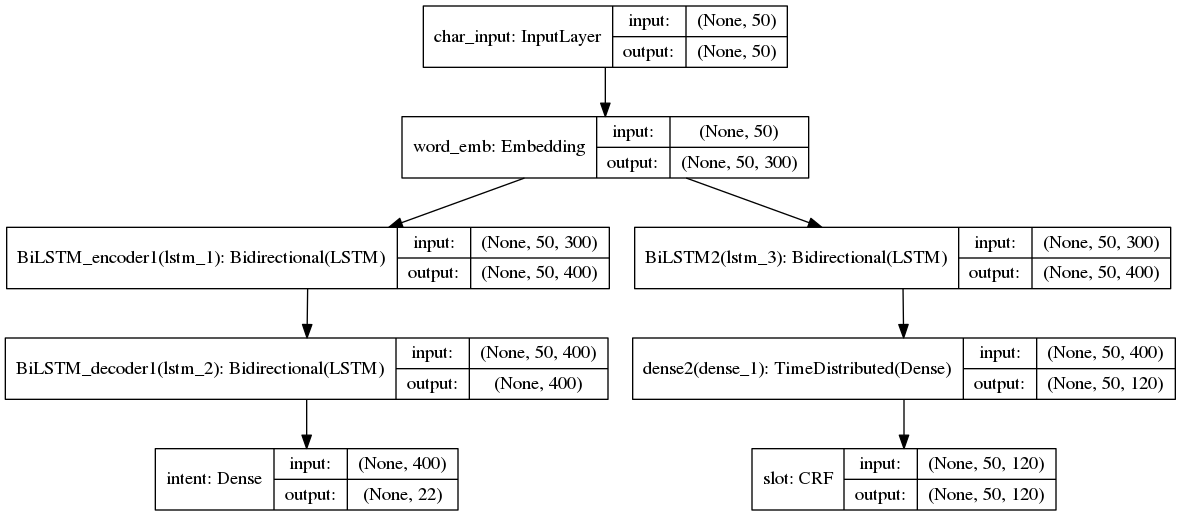 char_input: InputLayer
input: (None, 50)
output: (None, 50)
word_emb: Embedding
input: (None, 50)
output: (None, 50, 300)
BiLSTM_encoder1(lstm_1): Bidirectional(LSTM)
input: (None, 50, 300)
output: (None, 50, 400)
BiLSTM2(lstm_3): Bidirectional(LSTM)
input: (None, 50, 300)
output: (None, 50, 400)
BiLSTM_decoder1(lstm_2): Bidirectional(LSTM)
input: (None, 50, 400)
output: (None, 400)
dense2(dense_1): TimeDistributed(Dense)
input: (None, 50, 400)
output: (None, 50, 120)
intent: Dense
input: (None, 400)
output: (None, 22)
slot: CRF
input: (None, 50, 120)
output: (None, 50, 120)